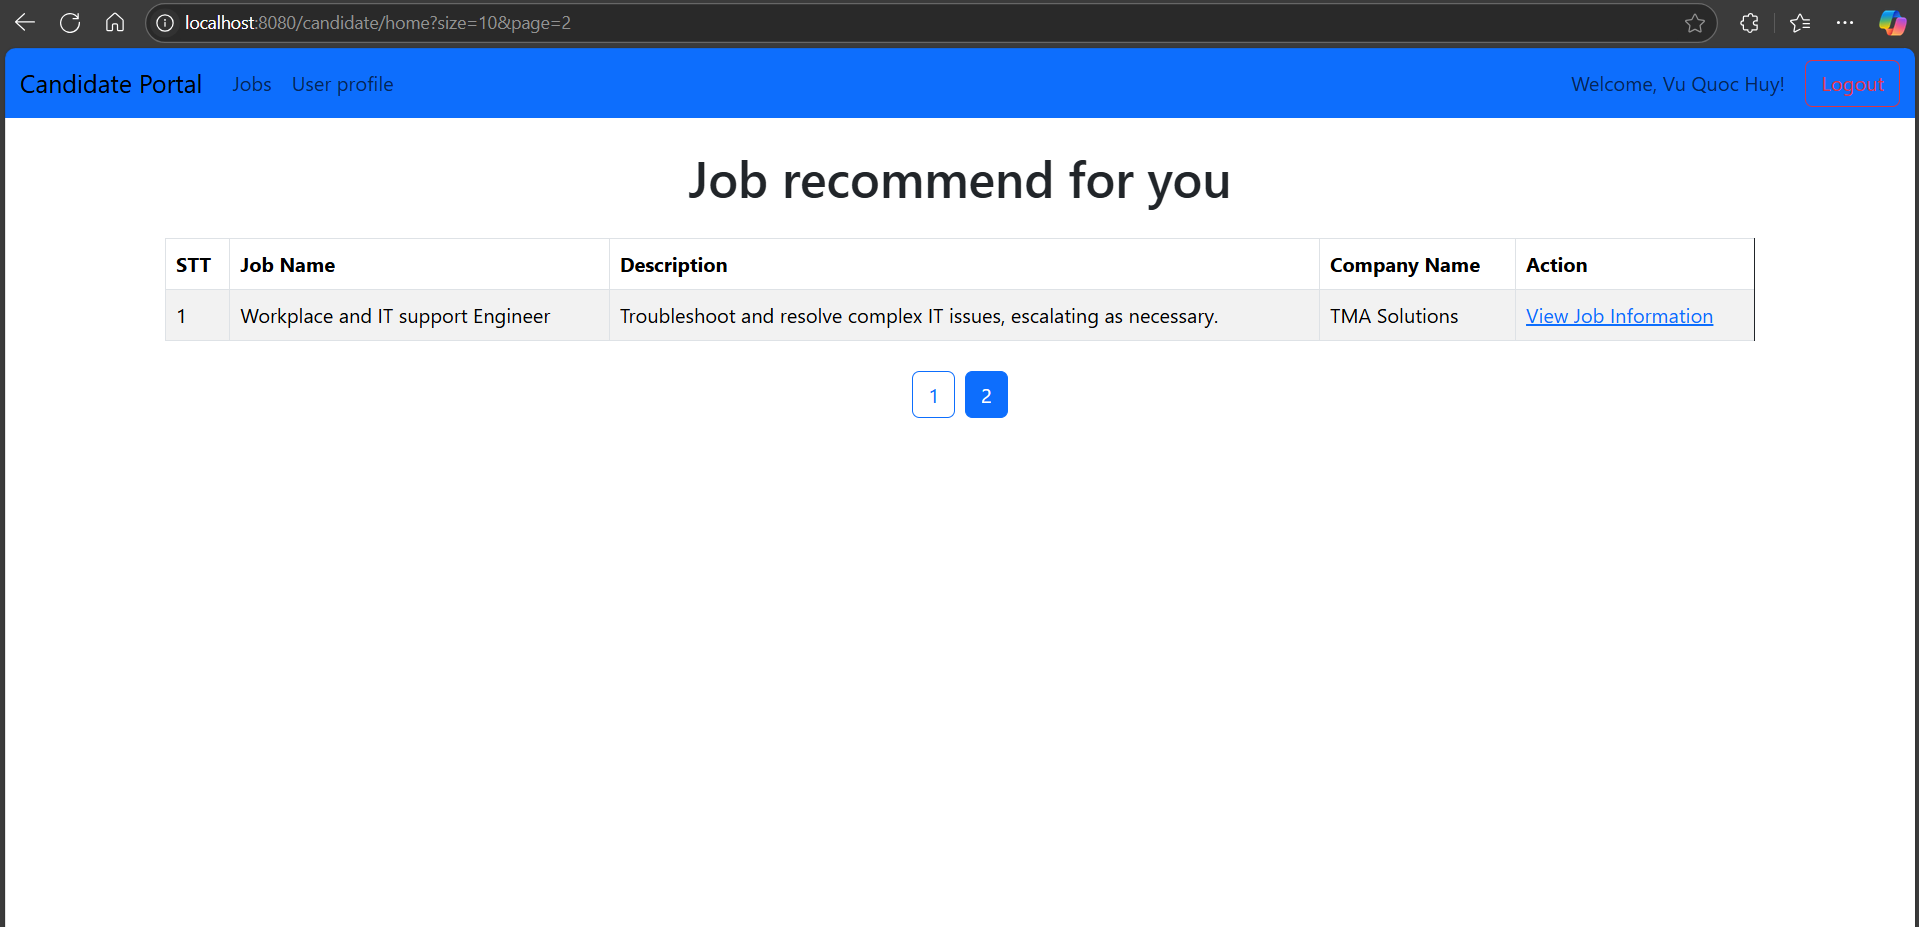 localhost:8080/candidate/home?size=10&page=2
Candidate Portal Jobs User profile Welcome, Vu Quoc Huy! Logout
Job recommend for you
STT Job Name Description Company Name Action
1 Workplace and IT support Engineer Troubleshoot and resolve complex IT issues, escalating as necessary. TMA Solutions View Job Information
1 2